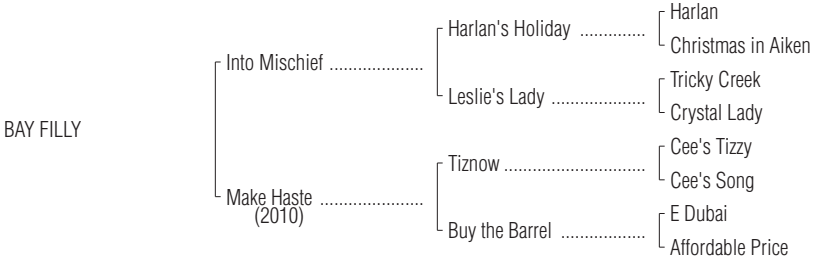 Harlan
Harlan's Holiday ..............
Christmas in Aiken
Into Mischief ....................
Tricky Creek
Leslie's Lady ....................
Crystal Lady
BAY FILLY
Cee's Tizzy
Tiznow ..............................
Cee's Song
Make Haste ......................
(2010)
E Dubai
Buy the Barrel ..................
Affordable Price